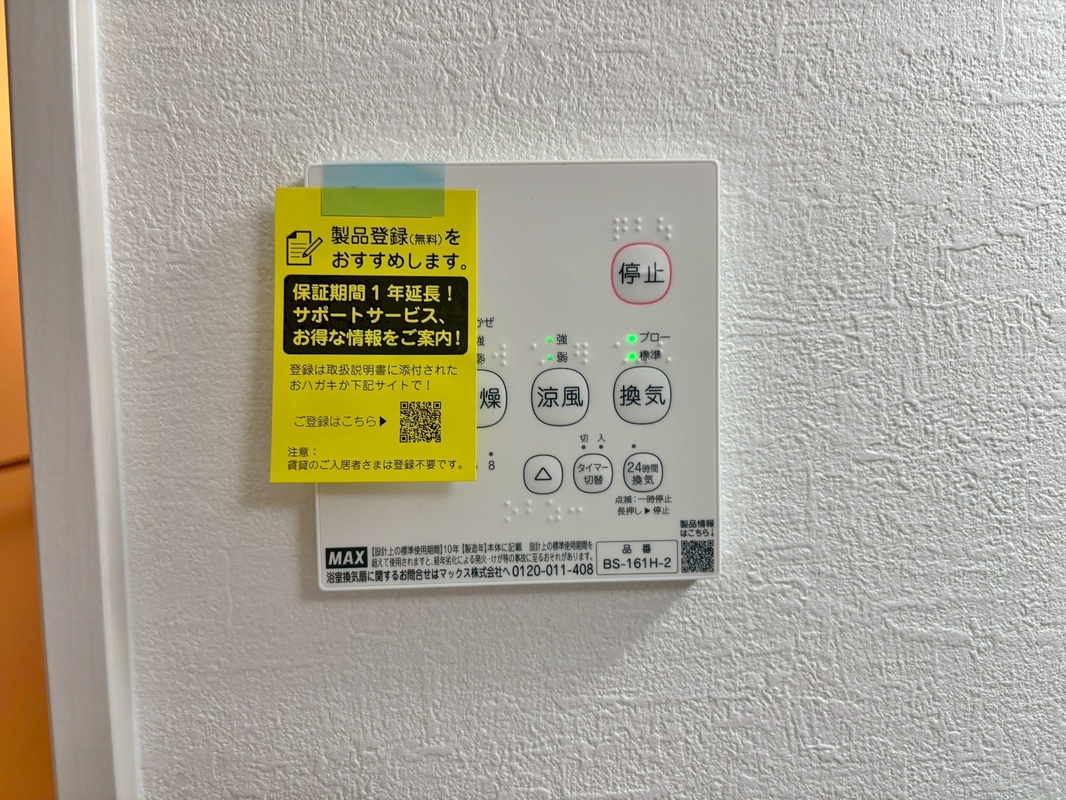 製品登録(無料)を
おすすめします。
保証期間1年延長！
サポートサービス、
お得な情報をご案内！
登録は取扱説明書に添付された
おハガキか下記サイトで！
ご登録はこちら▶
注意：
賃貸のご入居者さまは登録不要です。
停止
かぜ
強
弱
燥
強
弱
涼風
ブロー
標準
換気
8
△
切 入
タイマー
切替
24時間
換気
点滅：一時停止
長押し▶停止
製品情報
はこちら↓
MAX
【設計上の標準使用期間】10年【製造年】本体に記載 設計上の標準使用期間を
超えて使用されますと、経年劣化による発火・けが等の事故に至るおそれがあります。
浴室換気扇に関するお問合せはマックス株式会社へ 0120-011-408
品番
BS-161H-2